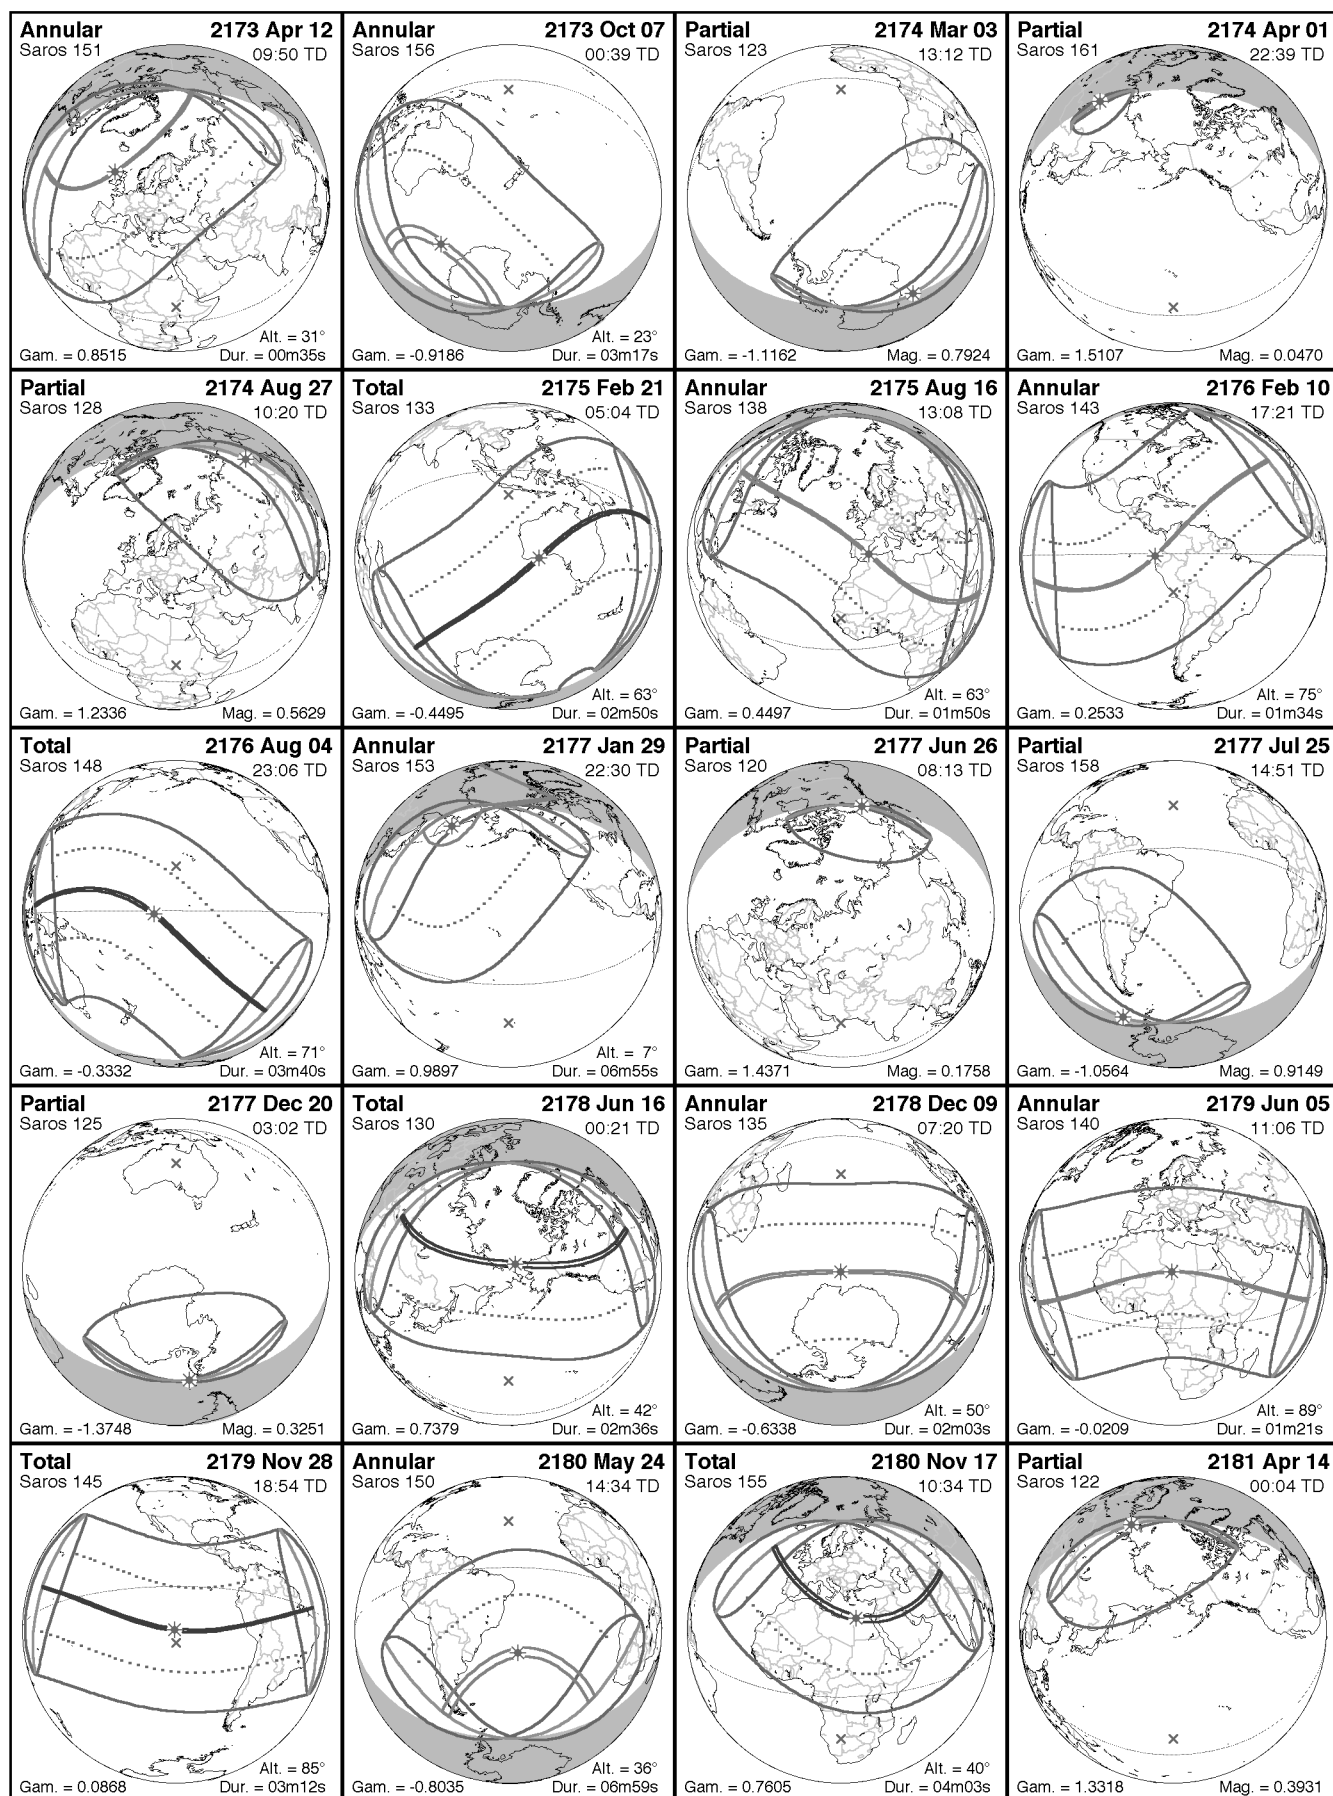 Annular 2173 Apr 12
Saros 151 09:50 TD
Alt. = 31°
Gam. = 0.8515 Dur. = 00m35s
Annular 2173 Oct 07
Saros 156 00:39 TD
Alt. = 23°
Gam. = -0.9186 Dur. = 03m17s
Partial 2174 Mar 03
Saros 123 13:12 TD
Gam. = -1.1162 Mag. = 0.7924
Partial 2174 Apr 01
Saros 161 22:39 TD
Gam. = 1.5107 Mag. = 0.0470
Partial 2174 Aug 27
Saros 128 10:20 TD
Gam. = 1.2336 Mag. = 0.5629
Total 2175 Feb 21
Saros 133 05:04 TD
Alt. = 63°
Gam. = -0.4495 Dur. = 02m50s
Annular 2175 Aug 16
Saros 138 13:08 TD
Alt. = 63°
Gam. = 0.4497 Dur. = 01m50s
Annular 2176 Feb 10
Saros 143 17:21 TD
Alt. = 75°
Gam. = 0.2533 Dur. = 01m34s
Total 2176 Aug 04
Saros 148 23:06 TD
Alt. = 71°
Gam. = -0.3332 Dur. = 03m40s
Annular 2177 Jan 29
Saros 153 22:30 TD
Alt. = 7°
Gam. = 0.9897 Dur. = 06m55s
Partial 2177 Jun 26
Saros 120 08:13 TD
Gam. = 1.4371 Mag. = 0.1758
Partial 2177 Jul 25
Saros 158 14:51 TD
Gam. = -1.0564 Mag. = 0.9149
Partial 2177 Dec 20
Saros 125 03:02 TD
Gam. = -1.3748 Mag. = 0.3251
Total 2178 Jun 16
Saros 130 00:21 TD
Alt. = 42°
Gam. = 0.7379 Dur. = 02m36s
Annular 2178 Dec 09
Saros 135 07:20 TD
Alt. = 50°
Gam. = -0.6338 Dur. = 02m03s
Annular 2179 Jun 05
Saros 140 11:06 TD
Alt. = 89°
Gam. = -0.0209 Dur. = 01m21s
Total 2179 Nov 28
Saros 145 18:54 TD
Alt. = 85°
Gam. = 0.0868 Dur. = 03m12s
Annular 2180 May 24
Saros 150 14:34 TD
Alt. = 36°
Gam. = -0.8035 Dur. = 06m59s
Total 2180 Nov 17
Saros 155 10:34 TD
Alt. = 40°
Gam. = 0.7605 Dur. = 04m03s
Partial 2181 Apr 14
Saros 122 00:04 TD
Gam. = 1.3318 Mag. = 0.3931